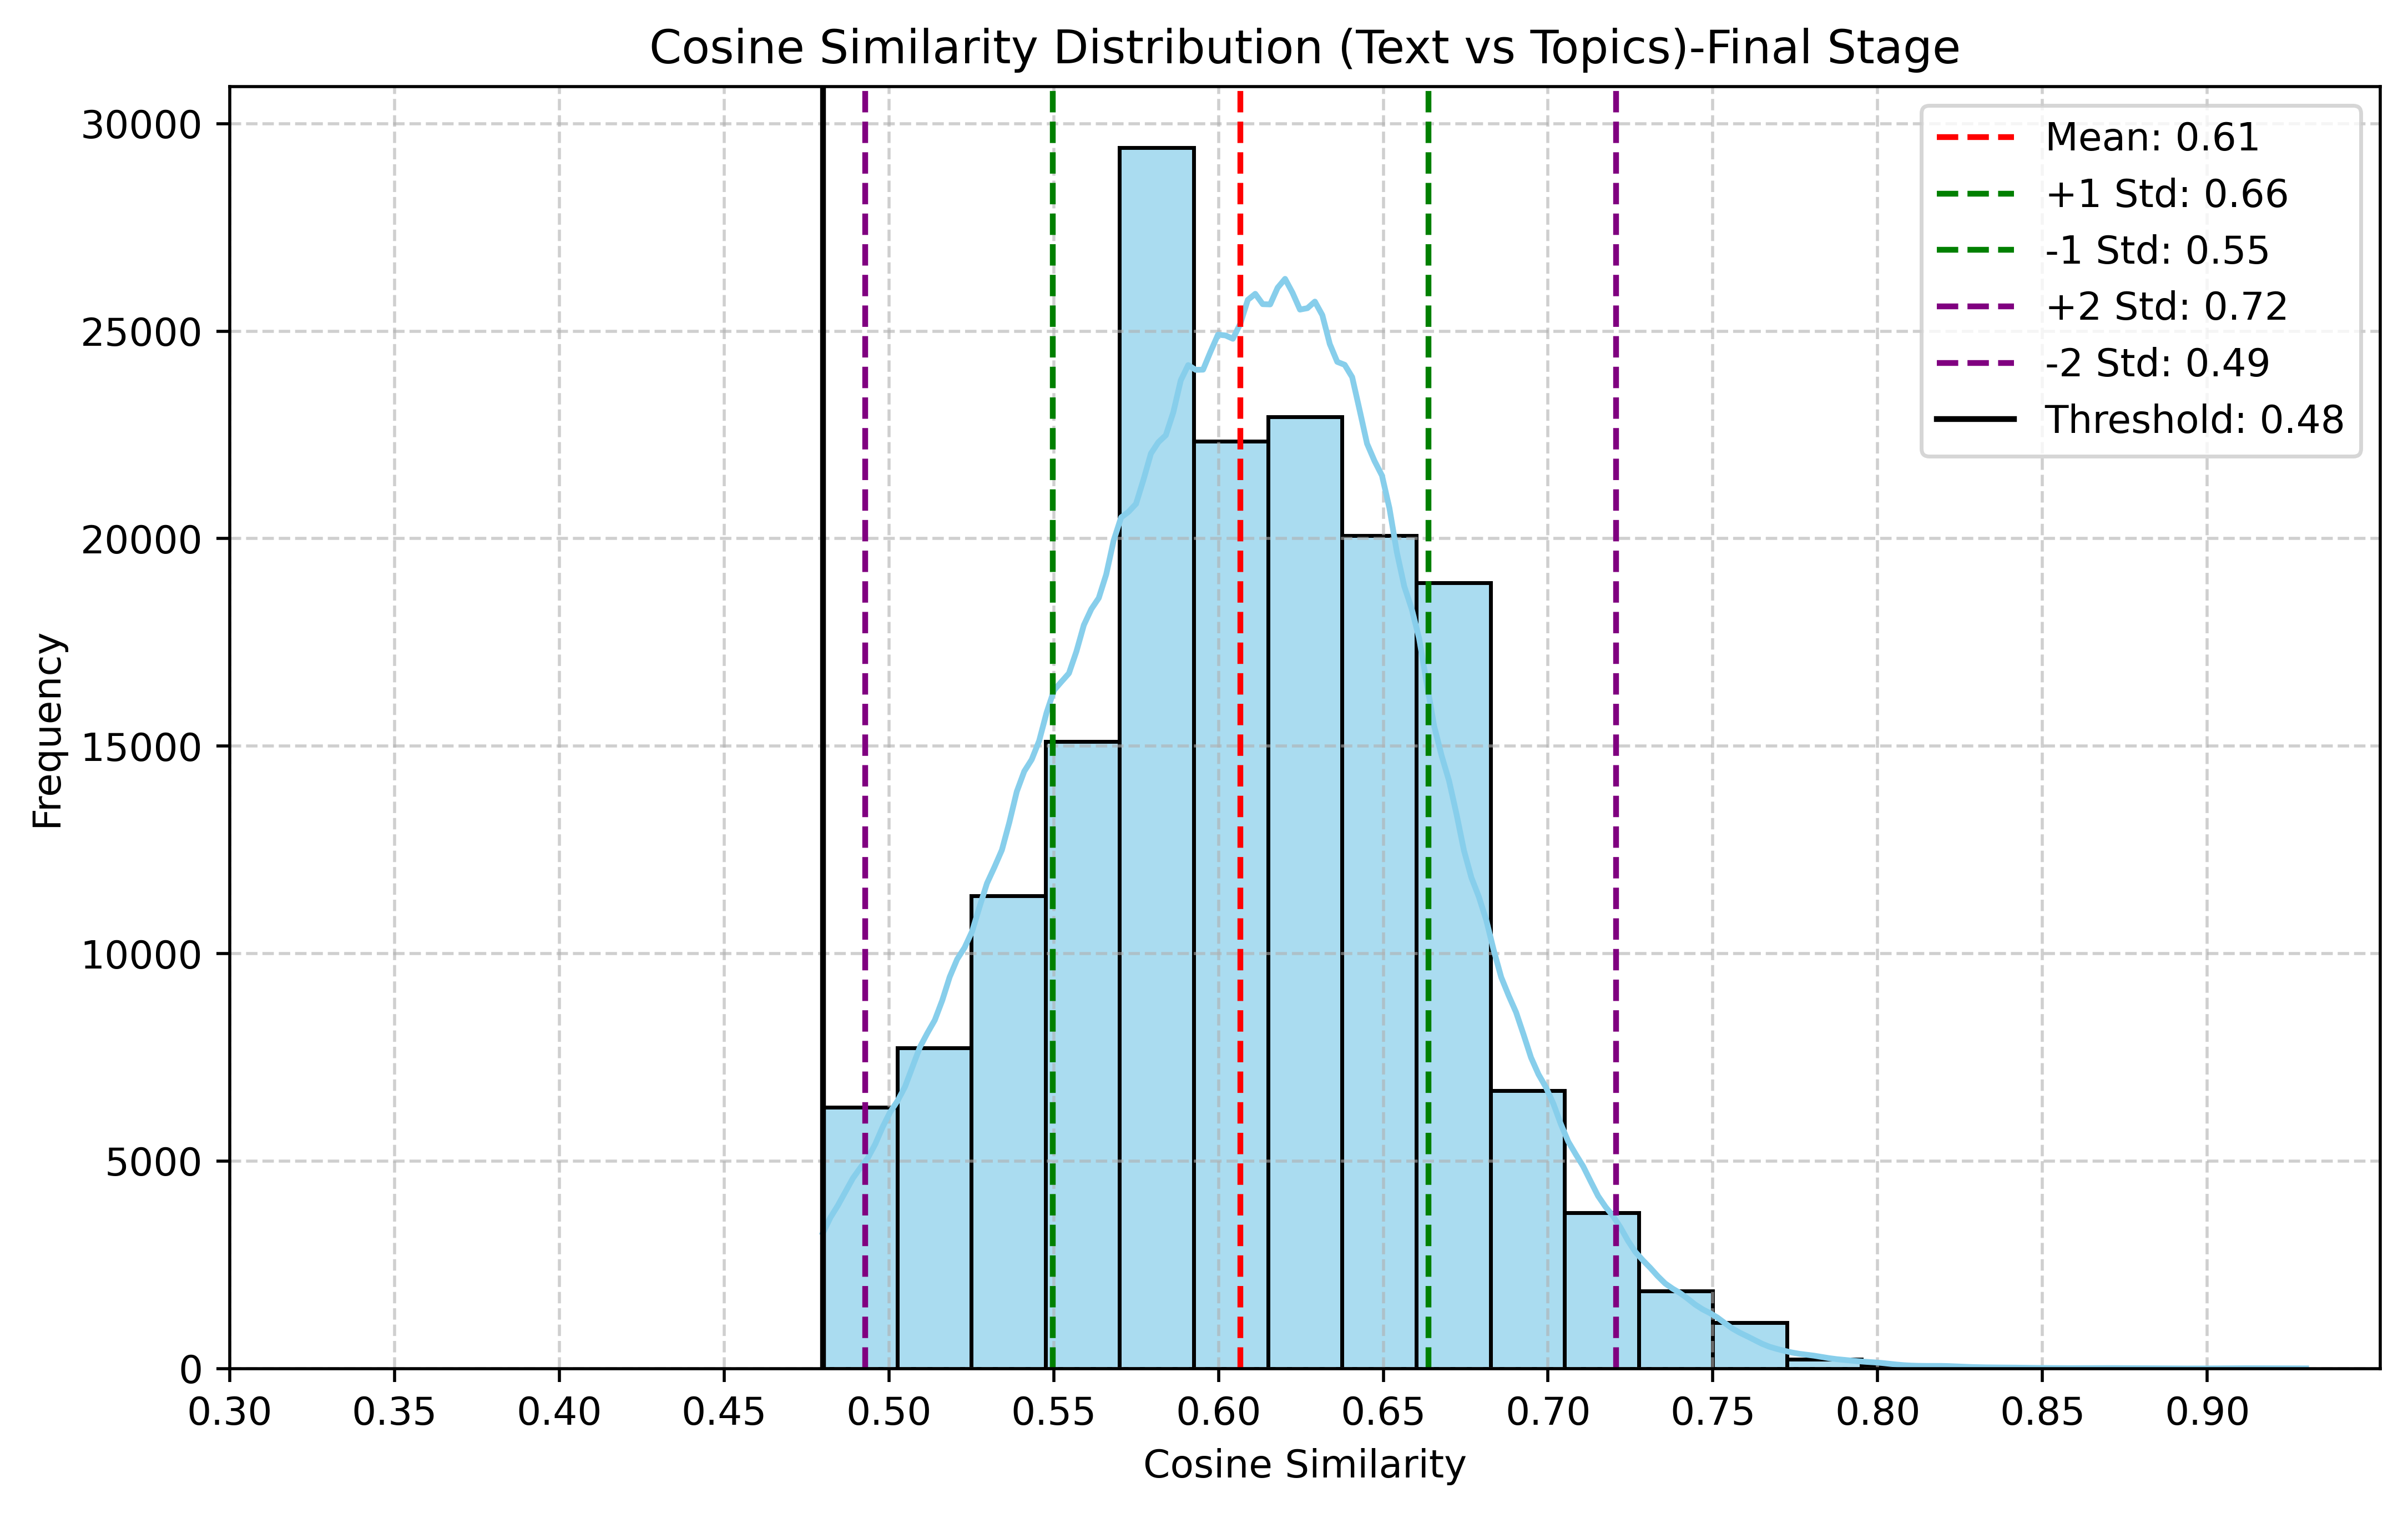 Cosine Similarity Distribution (Text vs Topics)-Final Stage
Mean: 0.61
+1 Std: 0.66
-1 Std: 0.55
+2 Std: 0.72
-2 Std: 0.49
Threshold: 0.48
Frequency
30000
25000
20000
15000
10000
5000
0
0.30 0.35 0.40 0.45 0.50 0.55 0.60 0.65 0.70 0.75 0.80 0.85 0.90
Cosine Similarity